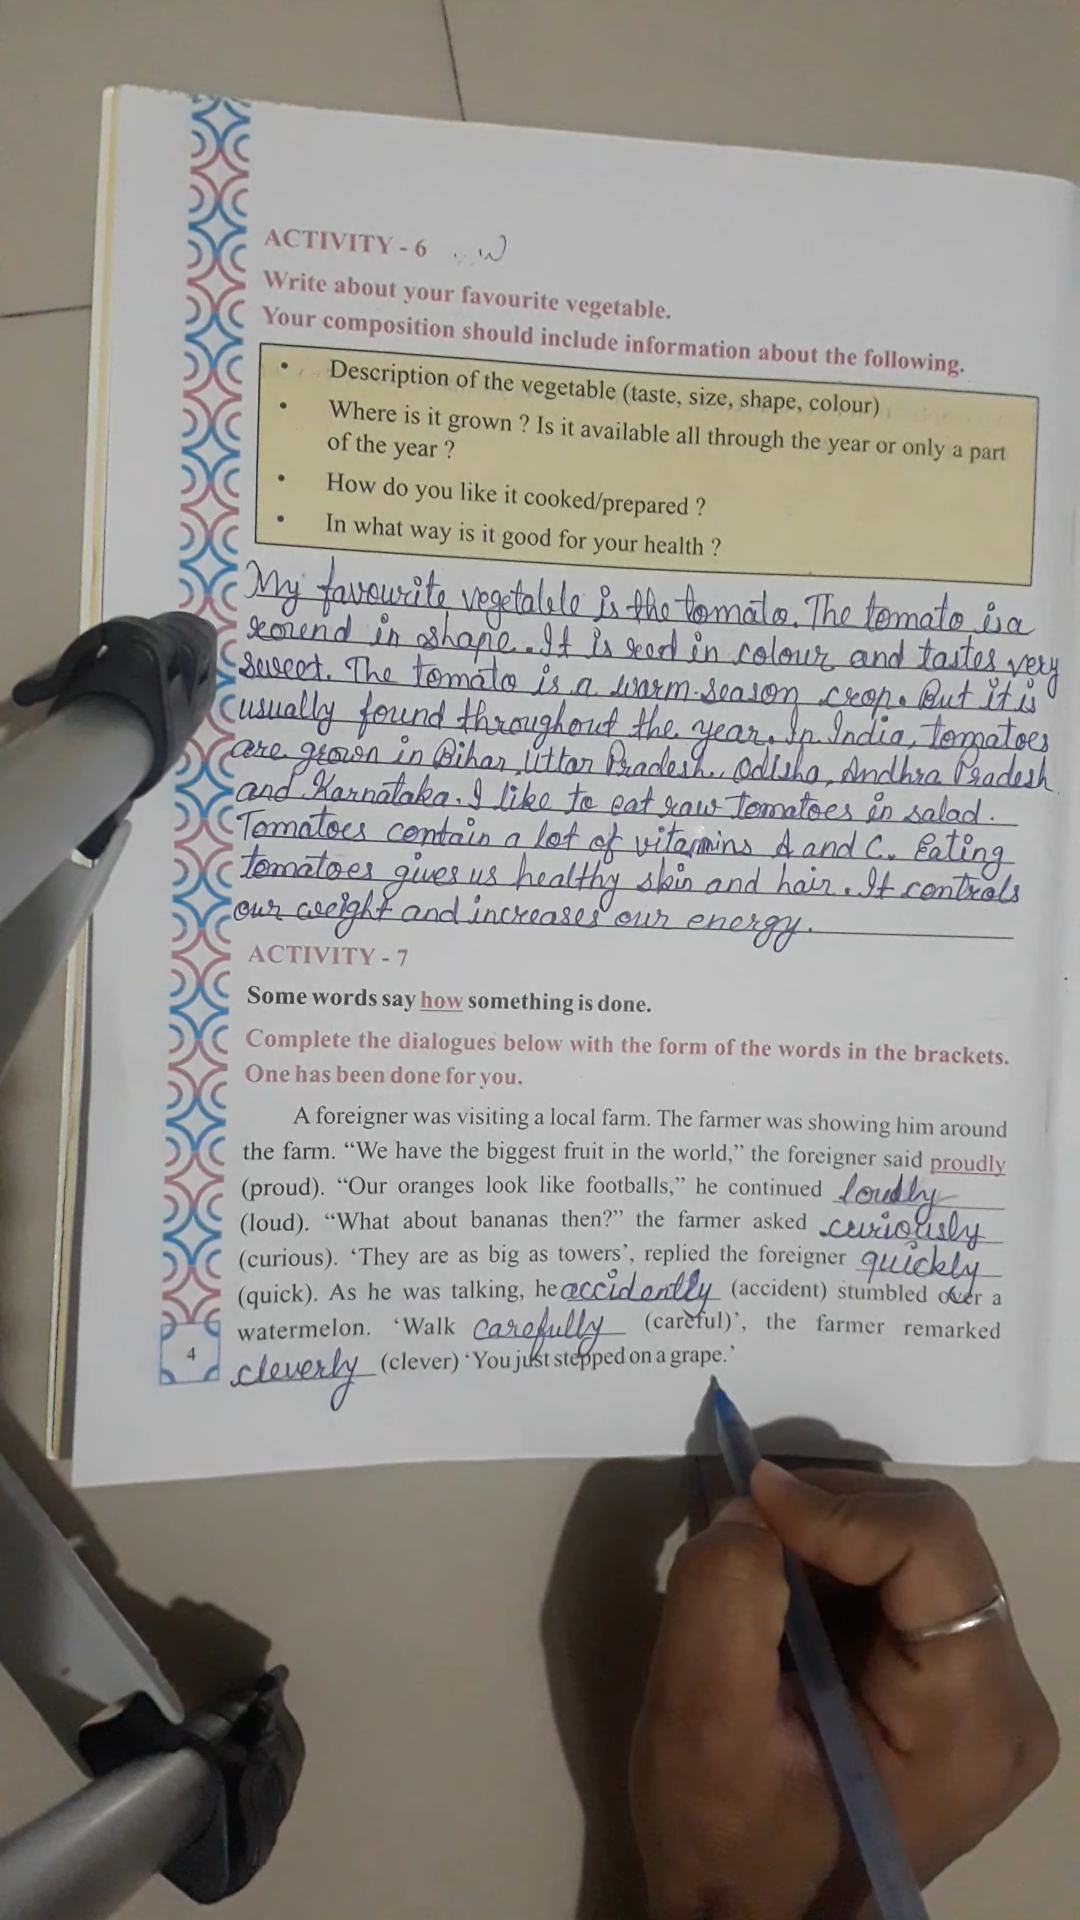 ACTIVITY - 6
Write about your favourite vegetable.
Your composition should include information about the following.
• Description of the vegetable (taste, size, shape, colour)
• Where is it grown ? Is it available all through the year or only a part
of the year ?
• How do you like it cooked/prepared ?
• In what way is it good for your health ?
My favourite vegetable is the tomato. The tomato is a
round in shape. It is red in colour and tastes very
sweet. The tomato is a warm-season crop. But it is
usually found throughout the year. In India, tomatoes
are grown in Bihar, Uttar Pradesh, Odisha, Andhra Pradesh
and Karnataka. I like to eat raw tomatoes in salad.
Tomatoes contain a lot of vitamins A and C. Eating
tomatoes gives us healthy skin and hair. It controls
our weight and increases our energy.
ACTIVITY - 7
Some words say how something is done.
Complete the dialogues below with the form of the words in the brackets.
One has been done for you.
A foreigner was visiting a local farm. The farmer was showing him around
the farm. “We have the biggest fruit in the world,” the foreigner said proudly
(proud). “Our oranges look like footballs,” he continued loudly
(loud). “What about bananas then?” the farmer asked curiously
(curious). ‘They are as big as towers’, replied the foreigner quickly
(quick). As he was talking, he accidently (accident) stumbled over a
watermelon. ‘Walk carefully (careful)’, the farmer remarked
cleverly (clever) ‘You just stepped on a grape.’
4